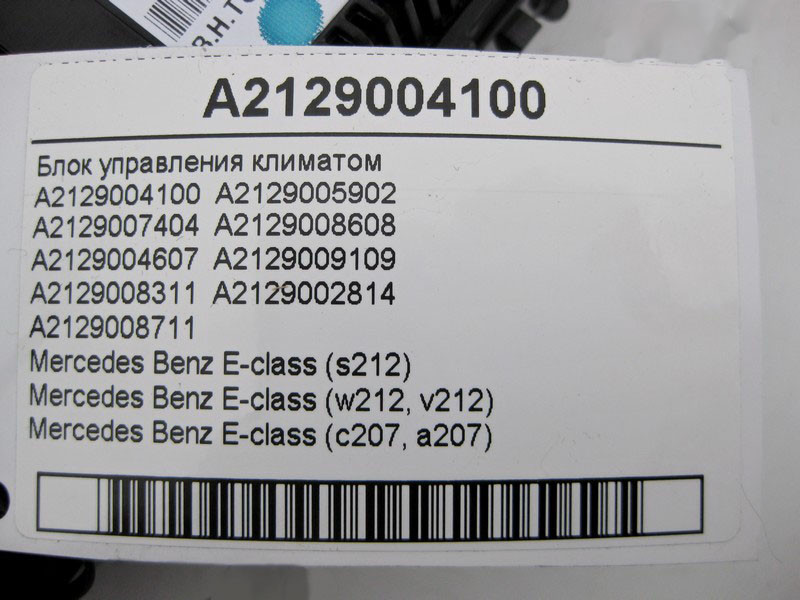 A2129004100
Блок управления климатом
A2129004100 A2129005902
A2129007404 A2129008608
A2129004607 A2129009109
A2129008311 A2129002814
A2129008711
Mercedes Benz E-class (s212)
Mercedes Benz E-class (w212, v212)
Mercedes Benz E-class (c207, a207)